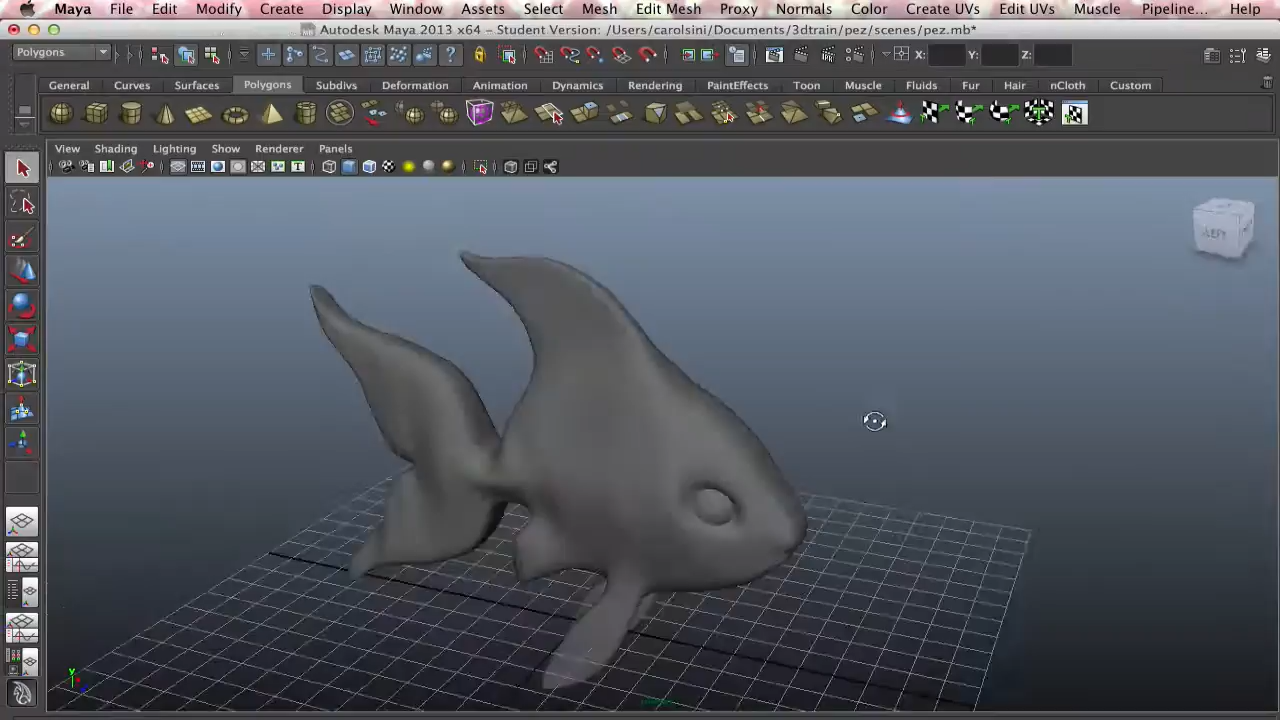 Maya File Edit Modify Create Display Window Assets Select Mesh Edit Mesh Proxy Normals Color Create UVs Edit UVs Muscle Pipeline... Help
Autodesk Maya 2013 x64 – Student Version: /Users/carolsini/Documents/3dtrain/pez/scenes/pez.mb*
Polygons X: Y: Z:
General Curves Surfaces Polygons Subdivs Deformation Animation Dynamics Rendering PaintEffects Toon Muscle Fluids Fur Hair nCloth Custom
View Shading Lighting Show Renderer Panels
LEFT
Y